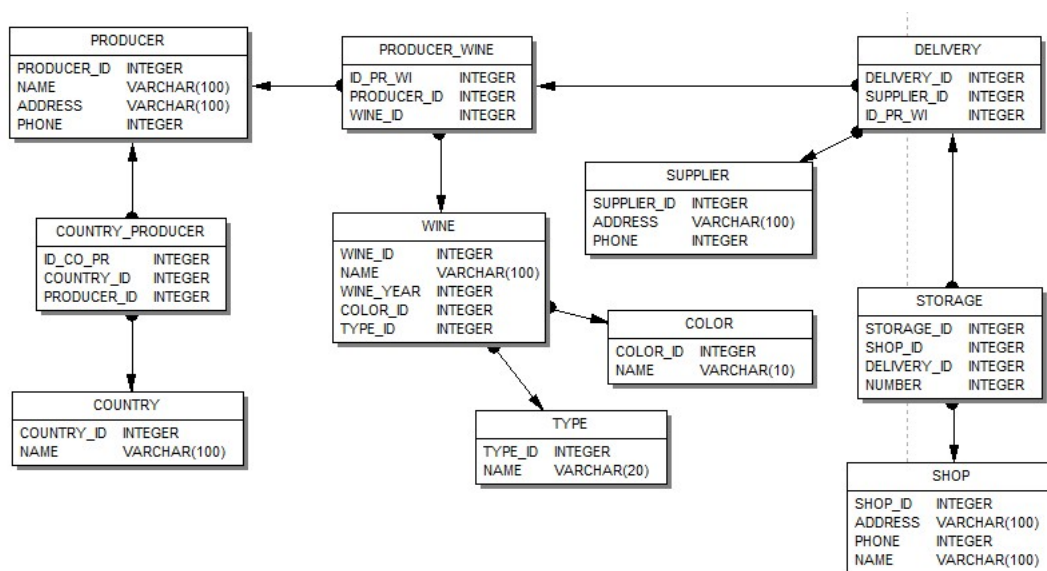 PRODUCER
PRODUCER_ID INTEGER
NAME VARCHAR(100)
ADDRESS VARCHAR(100)
PHONE INTEGER
PRODUCER_WINE
ID_PR_WI INTEGER
PRODUCER_ID INTEGER
WINE_ID INTEGER
DELIVERY
DELIVERY_ID INTEGER
SUPPLIER_ID INTEGER
ID_PR_WI INTEGER
SUPPLIER
SUPPLIER_ID INTEGER
ADDRESS VARCHAR(100)
PHONE INTEGER
COUNTRY_PRODUCER
ID_CO_PR INTEGER
COUNTRY_ID INTEGER
PRODUCER_ID INTEGER
WINE
WINE_ID INTEGER
NAME VARCHAR(100)
WINE_YEAR INTEGER
COLOR_ID INTEGER
TYPE_ID INTEGER
COLOR
COLOR_ID INTEGER
NAME VARCHAR(10)
STORAGE
STORAGE_ID INTEGER
SHOP_ID INTEGER
DELIVERY_ID INTEGER
NUMBER INTEGER
COUNTRY
COUNTRY_ID INTEGER
NAME VARCHAR(100)
TYPE
TYPE_ID INTEGER
NAME VARCHAR(20)
SHOP
SHOP_ID INTEGER
ADDRESS VARCHAR(100)
PHONE INTEGER
NAME VARCHAR(100)